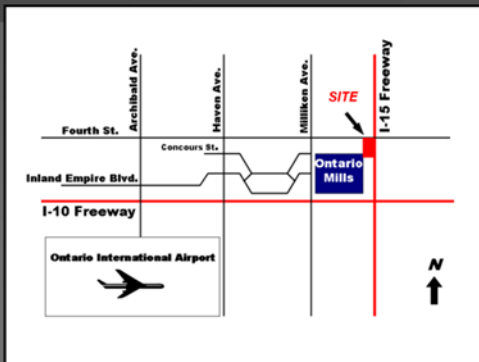 Archibald Ave.
Haven Ave.
Milliken Ave.
I-15 Freeway
SITE
Fourth St.
Concours St.
Ontario
Mills
Inland Empire Blvd.
I-10 Freeway
Ontario International Airport
N